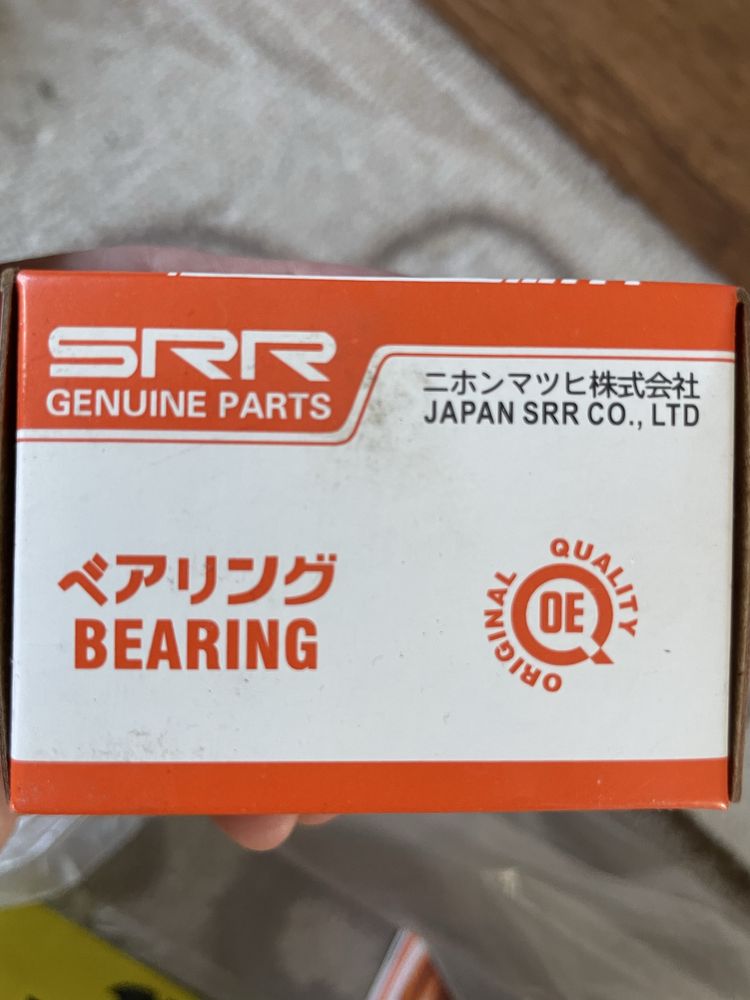 SRR
GENUINE PARTS
ニホンマツヒ株式会社
JAPAN SRR CO., LTD
ベアリング
BEARING
ORIGINAL QUALITY
OE